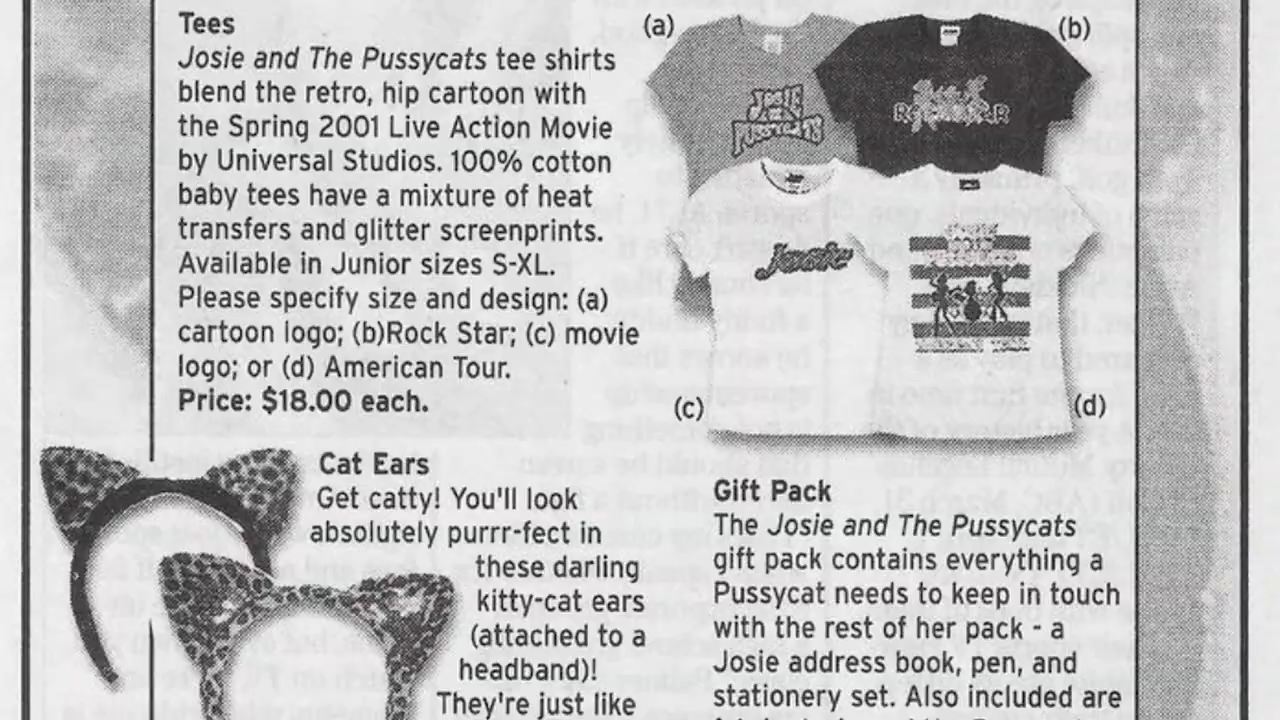 Tees
Josie and The Pussycats tee shirts
blend the retro, hip cartoon with
the Spring 2001 Live Action Movie
by Universal Studios. 100% cotton
baby tees have a mixture of heat
transfers and glitter screenprints.
Available in Junior sizes S-XL.
Please specify size and design: (a)
cartoon logo; (b)Rock Star; (c) movie
logo; or (d) American Tour.
Price: $18.00 each.
(a)
(b)
JOSIE
PUSSYCATS
Josie
(c)
(d)
Cat Ears
Get catty! You'll look
absolutely purrr-fect in
these darling
kitty-cat ears
(attached to a
headband)!
They're just like
Gift Pack
The Josie and The Pussycats
gift pack contains everything a
Pussycat needs to keep in touch
with the rest of her pack - a
Josie address book, pen, and
stationery set. Also included are